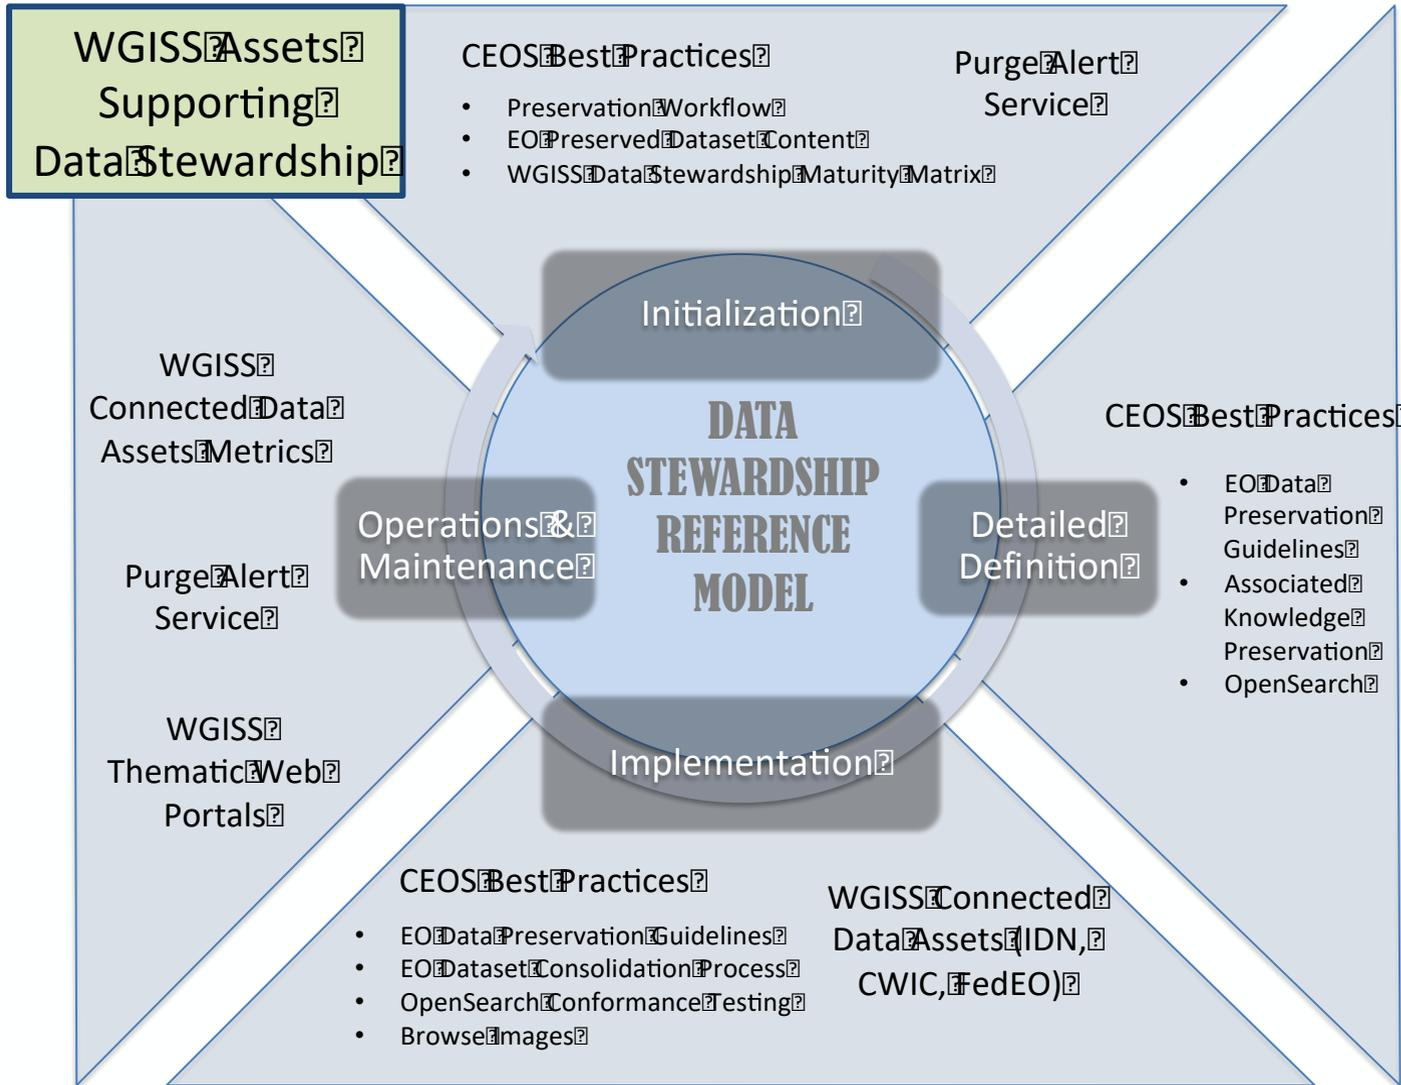 WGISS Assets
Supporting
Data Stewardship
CEOS Best Practices
• Preservation Workflow
• EO Preserved Dataset Content
• WGISS Data Stewardship Maturity Matrix
Purge Alert
Service
Initialization
WGISS
Connected Data
Assets Metrics
Purge Alert
Service
WGISS
Thematic Web
Portals
Operations &
Maintenance
DATA
STEWARDSHIP
REFERENCE
MODEL
Detailed
Definition
CEOS Best Practices
• EO Data
Preservation
Guidelines
• Associated
Knowledge
Preservation
• OpenSearch
Implementation
CEOS Best Practices
• EO Data Preservation Guidelines
• EO Dataset Consolidation Process
• OpenSearch Conformance Testing
• Browse Images
WGISS Connected
Data Assets (IDN,
CWIC, FedEO)